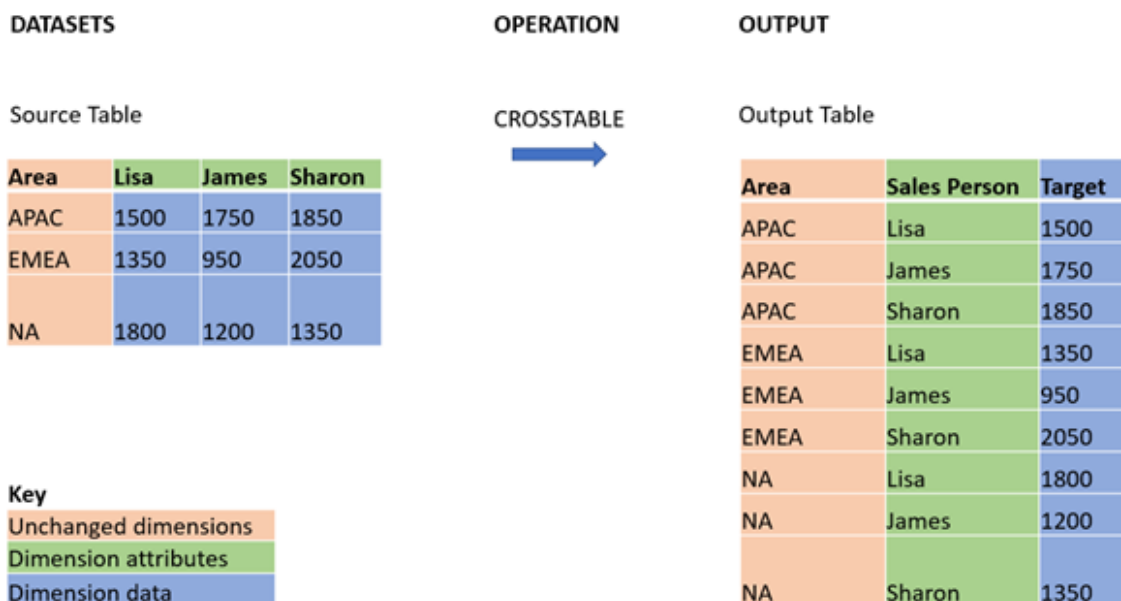 DATASETS OPERATION OUTPUT
Source Table CROSSTABLE Output Table
Area Lisa James Sharon
APAC 1500 1750 1850
EMEA 1350 950 2050
NA 1800 1200 1350
Key
Unchanged dimensions
Dimension attributes
Dimension data
Area Sales Person Target
APAC Lisa 1500
APAC James 1750
APAC Sharon 1850
EMEA Lisa 1350
EMEA James 950
EMEA Sharon 2050
NA Lisa 1800
NA James 1200
NA Sharon 1350